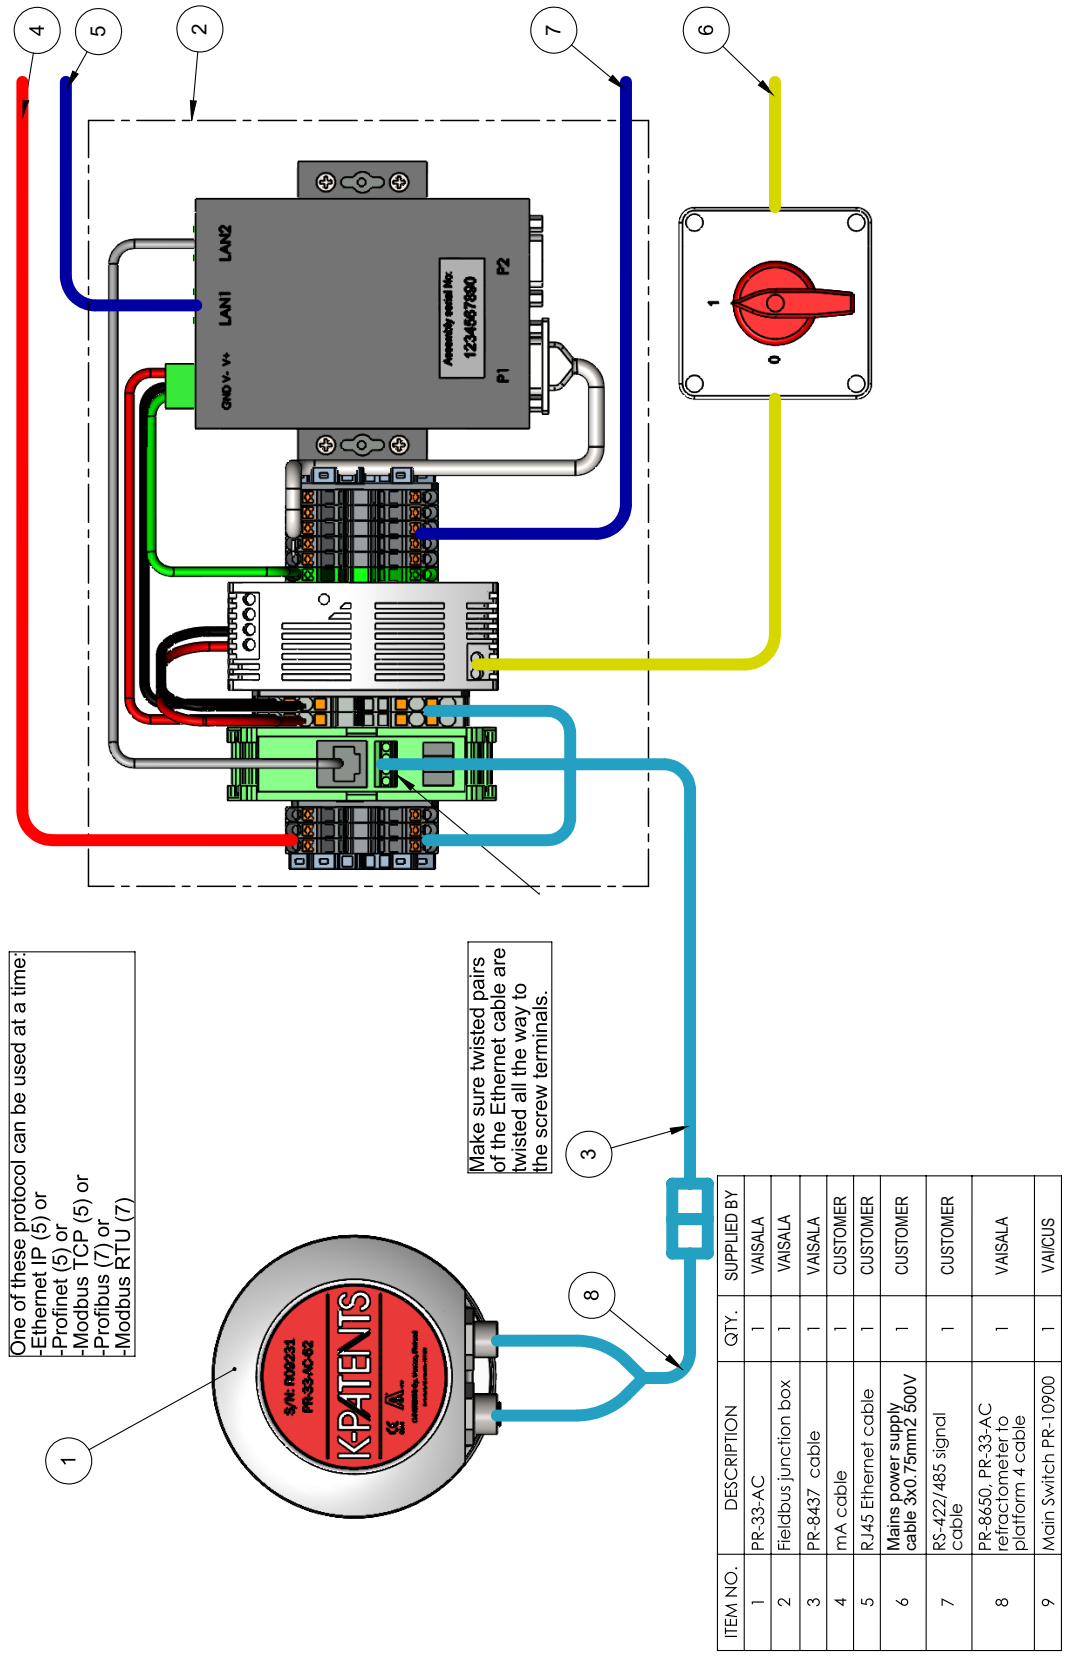 One of these protocol can be used at a time:
-Ethernet IP (5) or
-Profinet (5) or
-Modbus TCP (5) or
-Profibus (7) or
-Modbus RTU (7)
4
5
2
7
6
LAN2
LAN1
GND V- V+
Assembly serial No:
1234567890
P1
P2
1
0
Make sure twisted pairs
of the Ethernet cable are
twisted all the way to
the screw terminals.
1
S/N: R09231
PR-33-AC-62
K-PATENTS
3
8
ITEM NO. DESCRIPTION QTY. SUPPLIED BY
1 PR-33-AC 1 VAISALA
2 Fieldbus junction box 1 VAISALA
3 PR-8437 cable 1 VAISALA
4 mA cable 1 CUSTOMER
5 RJ45 Ethernet cable 1 CUSTOMER
6 Mains power supply
cable 3x0.75mm2 500V 1 CUSTOMER
7 RS-422/485 signal
cable 1 CUSTOMER
8 PR-8650, PR-33-AC
refractometer to
platform 4 cable 1 VAISALA
9 Main Switch PR-10900 1 VAI/CUS